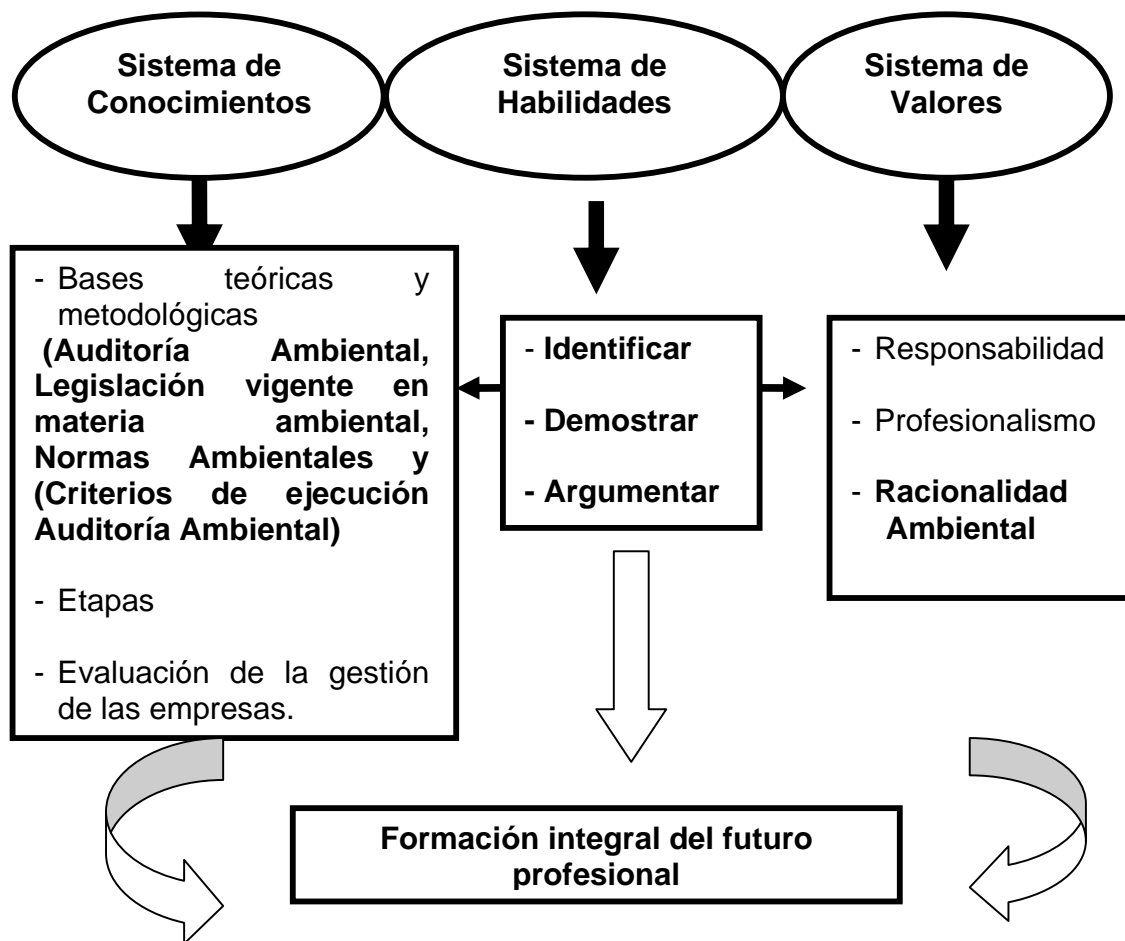 Sistema de
Conocimientos
Sistema de
Habilidades
Sistema de
Valores
- Bases teóricas y
metodológicas
(Auditoría Ambiental,
Legislación vigente en
materia ambiental,
Normas Ambientales y
(Criterios de ejecución
Auditoría Ambiental)
- Etapas
- Evaluación de la gestión
de las empresas.
- Identificar
- Demostrar
- Argumentar
- Responsabilidad
- Profesionalismo
- Racionalidad
Ambiental
Formación integral del futuro
profesional